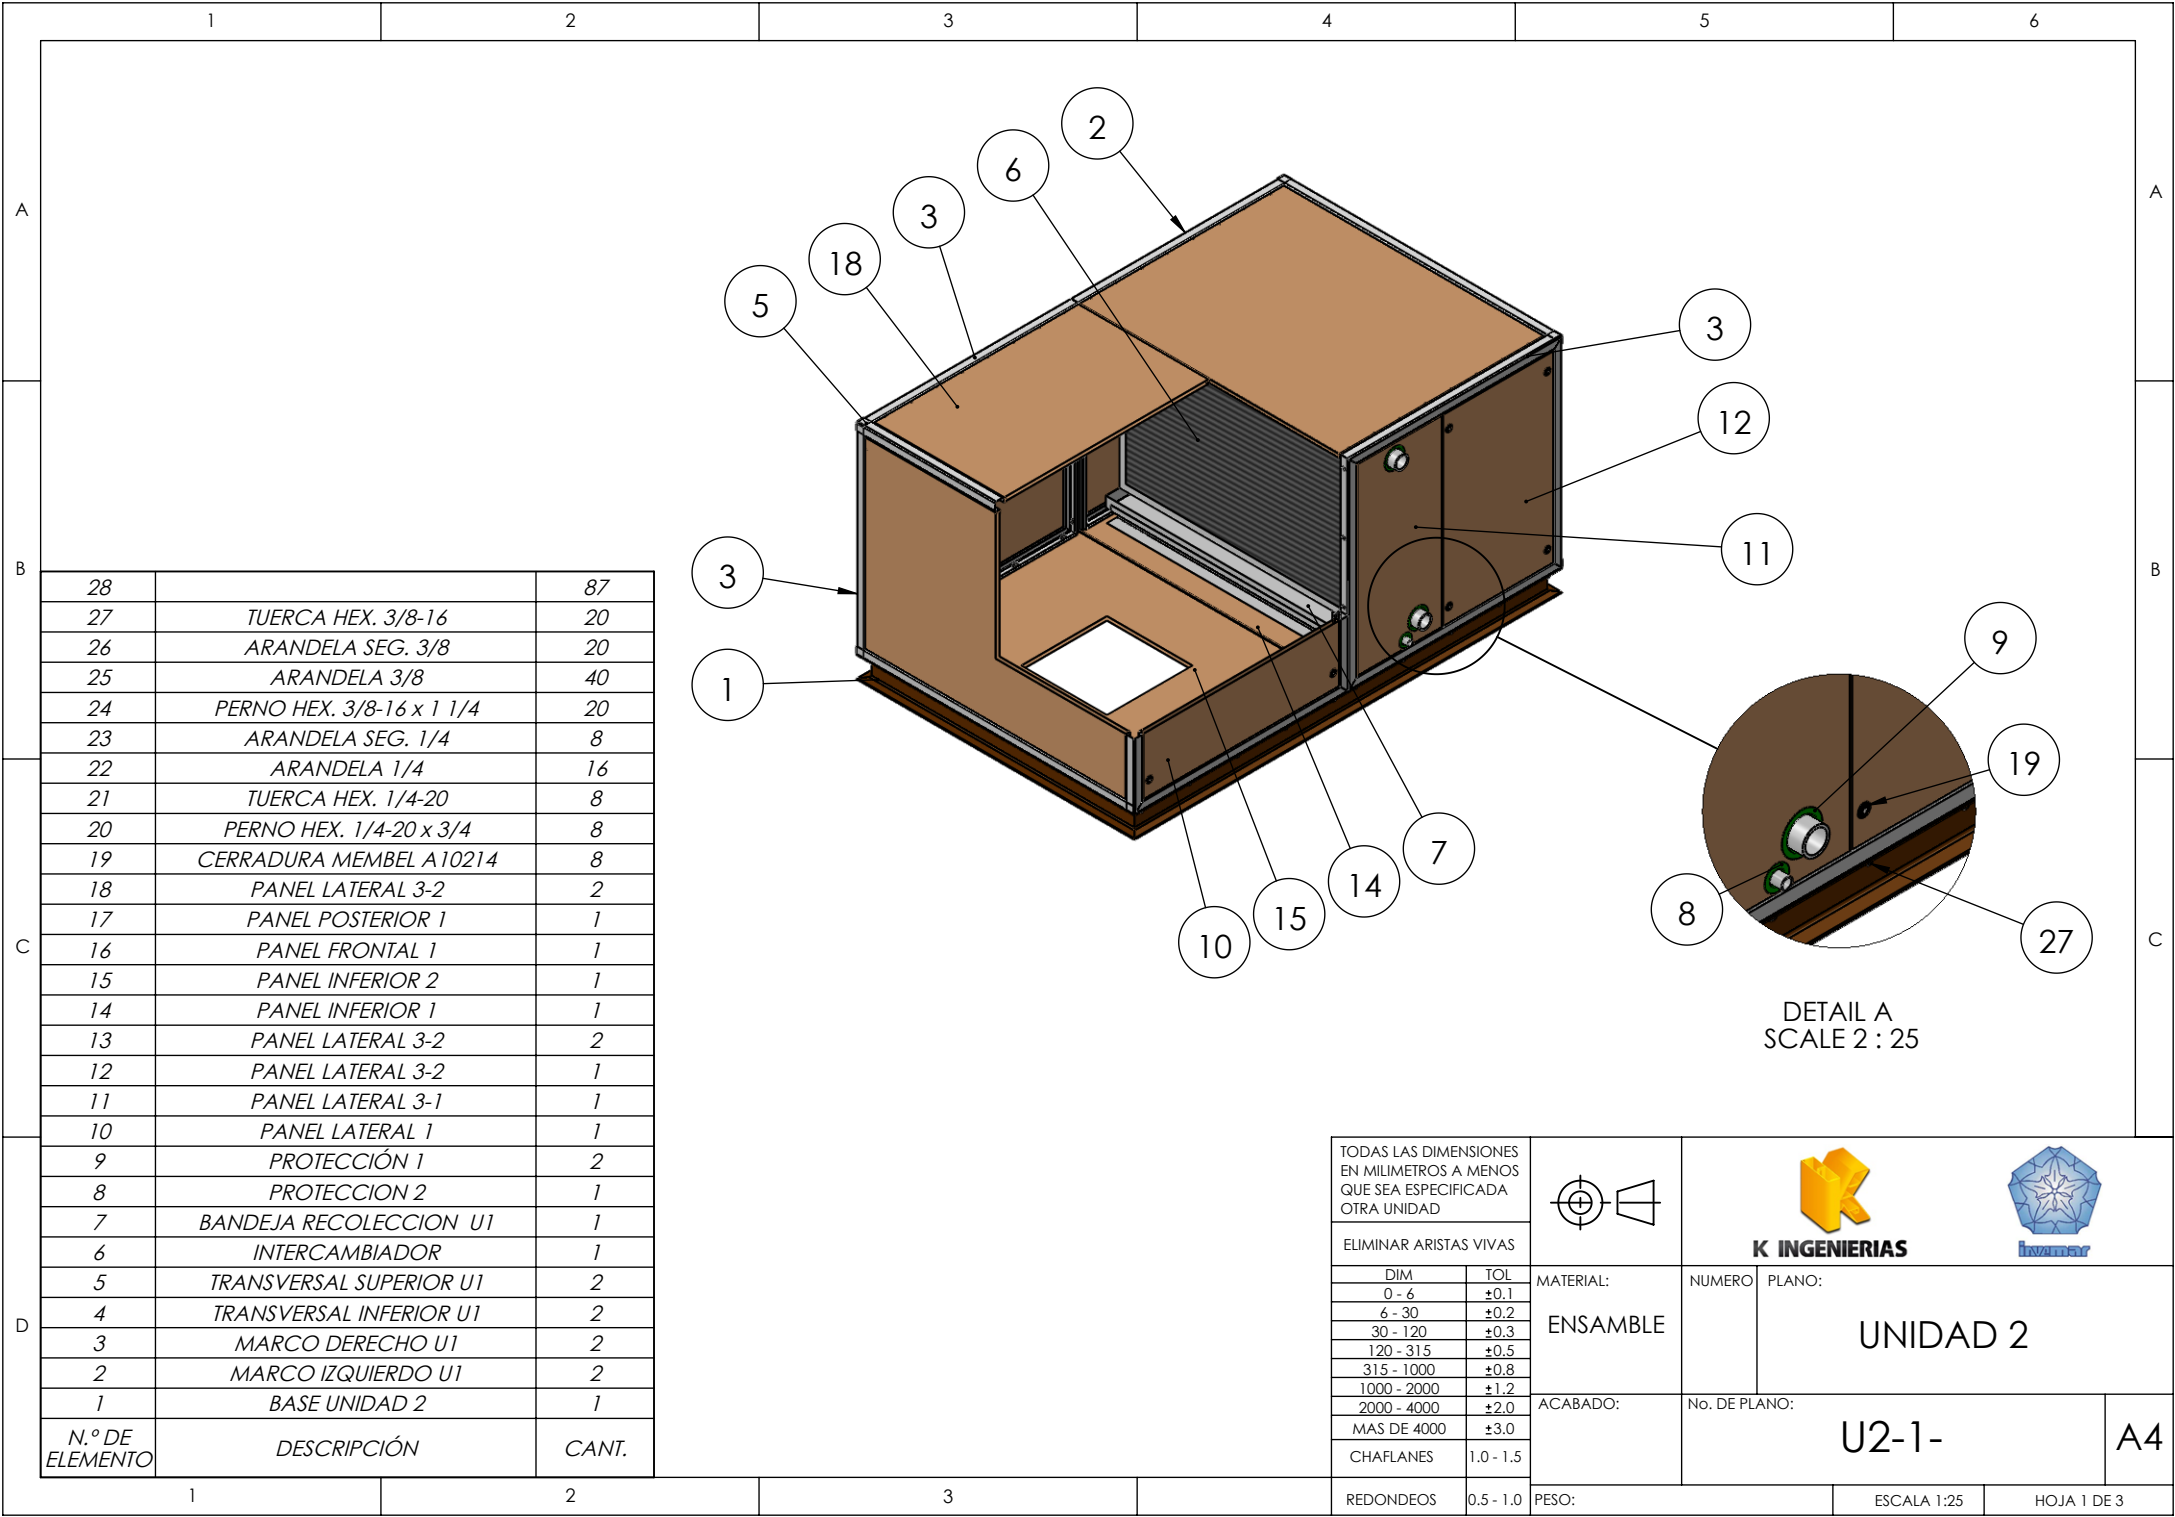 1 2 3 4 5 6
A A
B B
C C
D
2
6
3
18
5
3
12
11
3
1
9
19
7
14
15
10
8
27
DETAIL A
SCALE 2 : 25
28 87
27 TUERCA HEX. 3/8-16 20
26 ARANDELA SEG. 3/8 20
25 ARANDELA 3/8 40
24 PERNO HEX. 3/8-16 x 1 1/4 20
23 ARANDELA SEG. 1/4 8
22 ARANDELA 1/4 16
21 TUERCA HEX. 1/4-20 8
20 PERNO HEX. 1/4-20 x 3/4 8
19 CERRADURA MEMBEL A10214 8
18 PANEL LATERAL 3-2 2
17 PANEL POSTERIOR 1 1
16 PANEL FRONTAL 1 1
15 PANEL INFERIOR 2 1
14 PANEL INFERIOR 1 1
13 PANEL LATERAL 3-2 2
12 PANEL LATERAL 3-2 1
11 PANEL LATERAL 3-1 1
10 PANEL LATERAL 1 1
9 PROTECCIÓN 1 2
8 PROTECCION 2 1
7 BANDEJA RECOLECCION U1 1
6 INTERCAMBIADOR 1
5 TRANSVERSAL SUPERIOR U1 2
4 TRANSVERSAL INFERIOR U1 2
3 MARCO DERECHO U1 2
2 MARCO IZQUIERDO U1 2
1 BASE UNIDAD 2 1
N.º DE
ELEMENTO DESCRIPCIÓN CANT.
TODAS LAS DIMENSIONES
EN MILIMETROS A MENOS
QUE SEA ESPECIFICADA
OTRA UNIDAD
ELIMINAR ARISTAS VIVAS
DIM TOL
0 - 6 ±0.1
6 - 30 ±0.2
30 - 120 ±0.3
120 - 315 ±0.5
315 - 1000 ±0.8
1000 - 2000 ±1.2
2000 - 4000 ±2.0
MAS DE 4000 ±3.0
CHAFLANES 1.0 - 1.5
REDONDEOS 0.5 - 1.0
K INGENIERIAS
invemar
MATERIAL:
ENSAMBLE
NUMERO
PLANO:
UNIDAD 2
ACABADO:
No. DE PLANO:
U2-1-
A4
PESO:
ESCALA 1:25
HOJA 1 DE 3
1 2 3